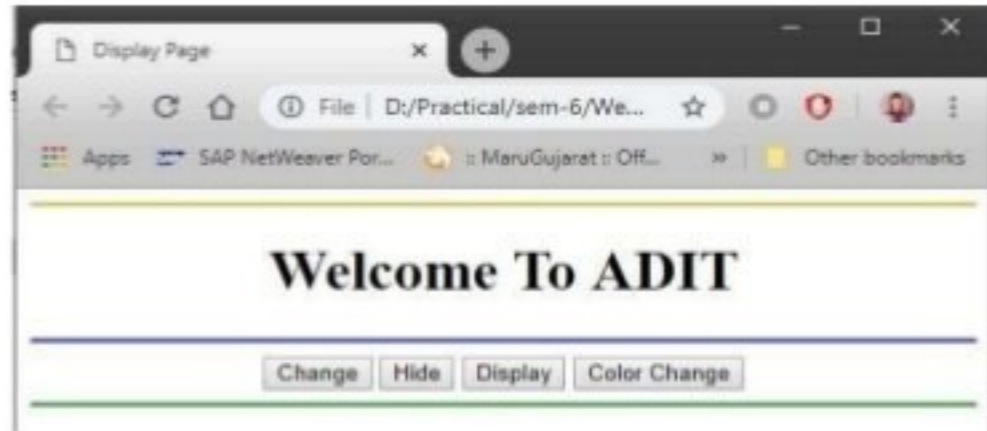 Display Page
File | D:/Practical/sem-6/We...
Apps SAP NetWeaver Por... :: MaruGujarat :: Off... » Other bookmarks
Welcome To ADIT
Change Hide Display Color Change